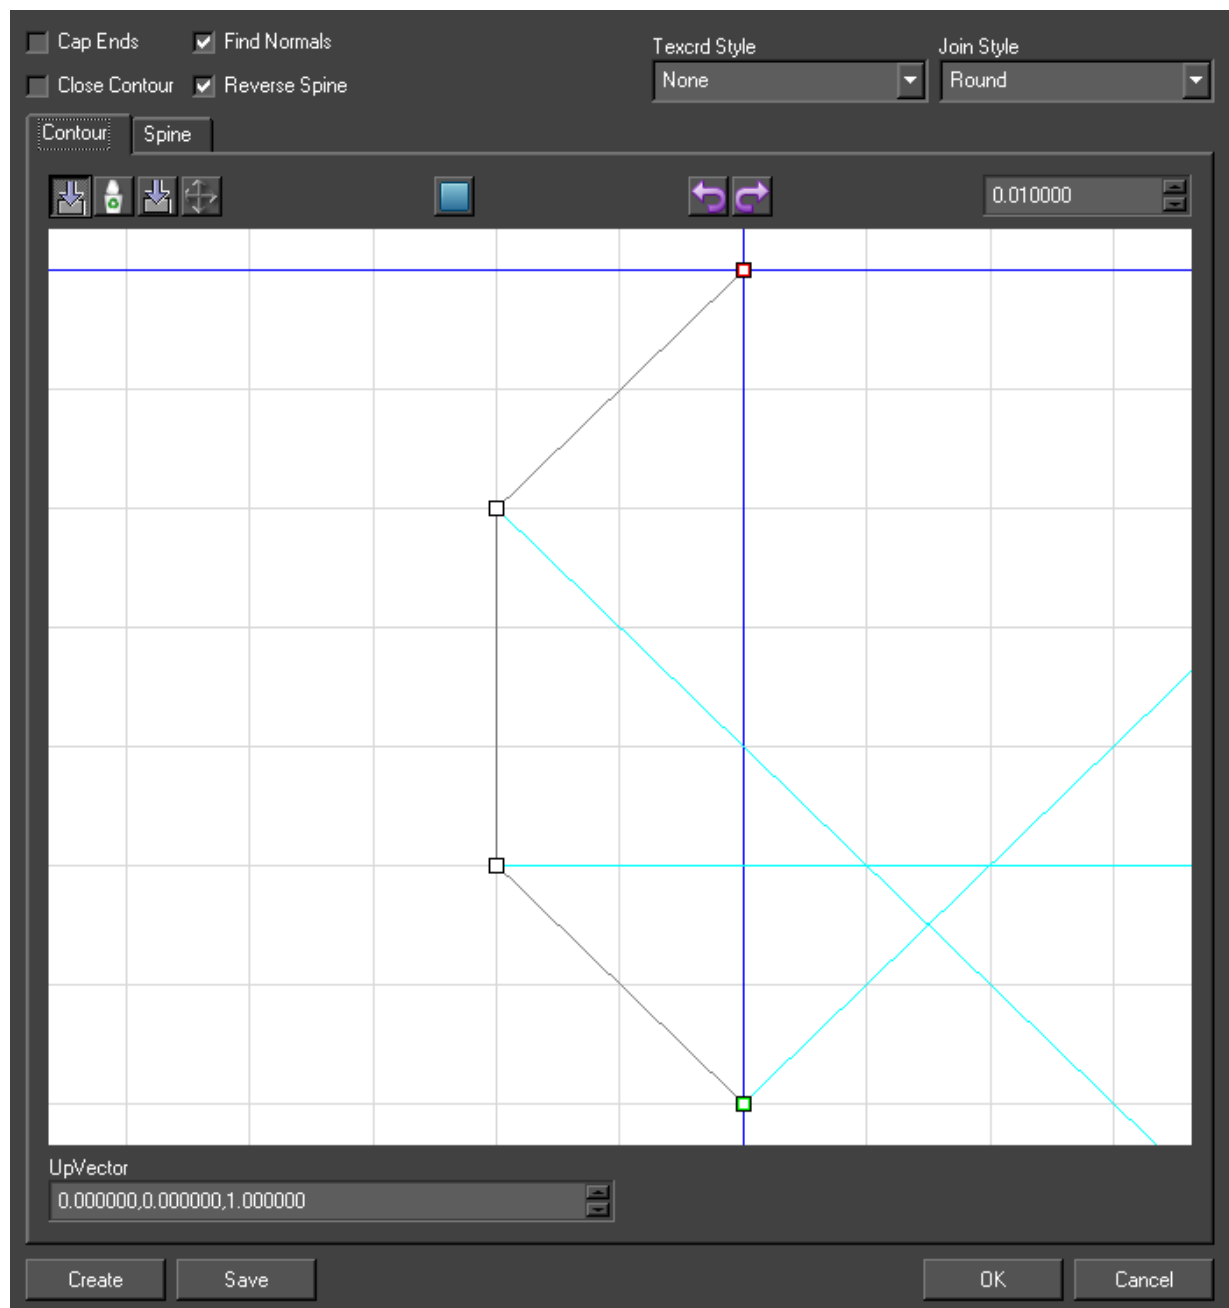 Cap Ends
Find Normals
Texcrd Style
Join Style
Close Contour
Reverse Spine
None
Round
Contour
Spine
0.010000
UpVector
0.000000,0.000000,1.000000
Create
Save
OK
Cancel